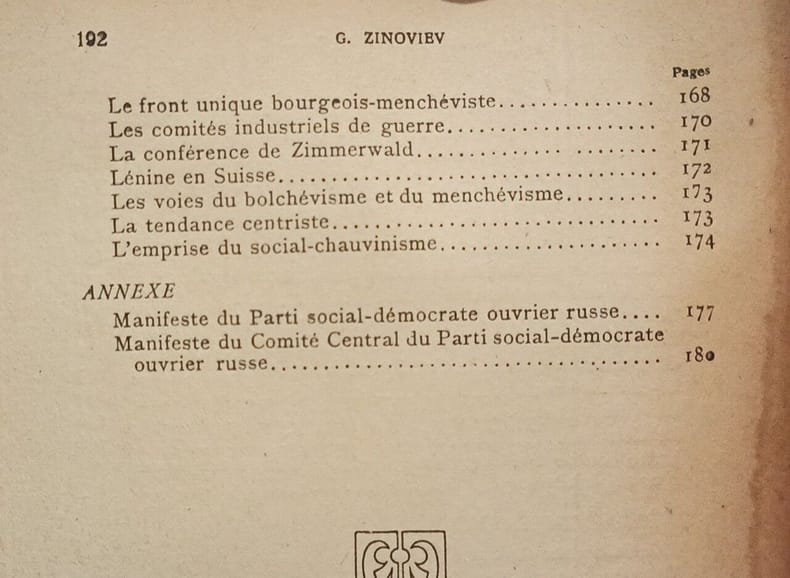 192
G. ZINOVIEV
Pages
Le front unique bourgeois-menchéviste............... 168
Les comités industriels de guerre.................... 170
La conférence de Zimmerwald.............. ........ 171
Lénine en Suisse.................................... 172
Les voies du bolchévisme et du menchévisme......... 173
La tendance centriste............................... 173
L'emprise du social-chauvinisme..................... 174
ANNEXE
Manifeste du Parti social-démocrate ouvrier russe.... 177
Manifeste du Comité Central du Parti social-démocrate
ouvrier russe..................................... 180